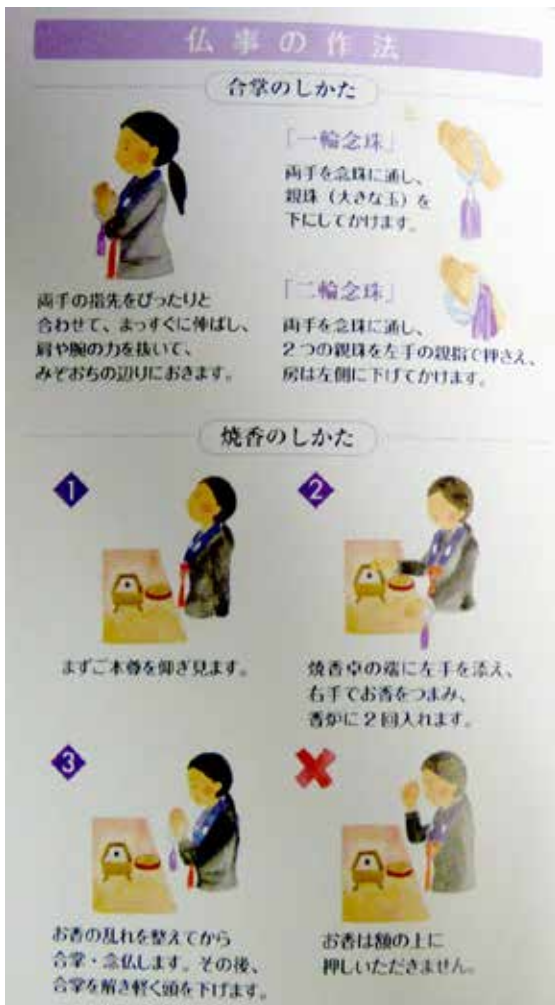 仏事の作法
合掌のしかた
両手の指先をぴったりと
合わせて、まっすぐに伸ばし、
肩や腕の力を抜いて、
みぞおちの辺りにおきます。
「一輪念珠」
両手を念珠に通し、
親珠（大きな玉）を
下にしてかけます。
「二輪念珠」
両手を念珠に通し、
2つの親珠を左手の親指で押さえ、
房は左側に下げてかけます。
焼香のしかた
1
まずご本尊を仰ぎ見ます。
2
焼香卓の端に左手を添え、
右手でお香をつまみ、
香炉に2回入れます。
3
お香の乱れを整えてから
合掌・念仏します。その後、
合掌を解き軽く頭を下げます。
お香は額の上に
押しいただきません。